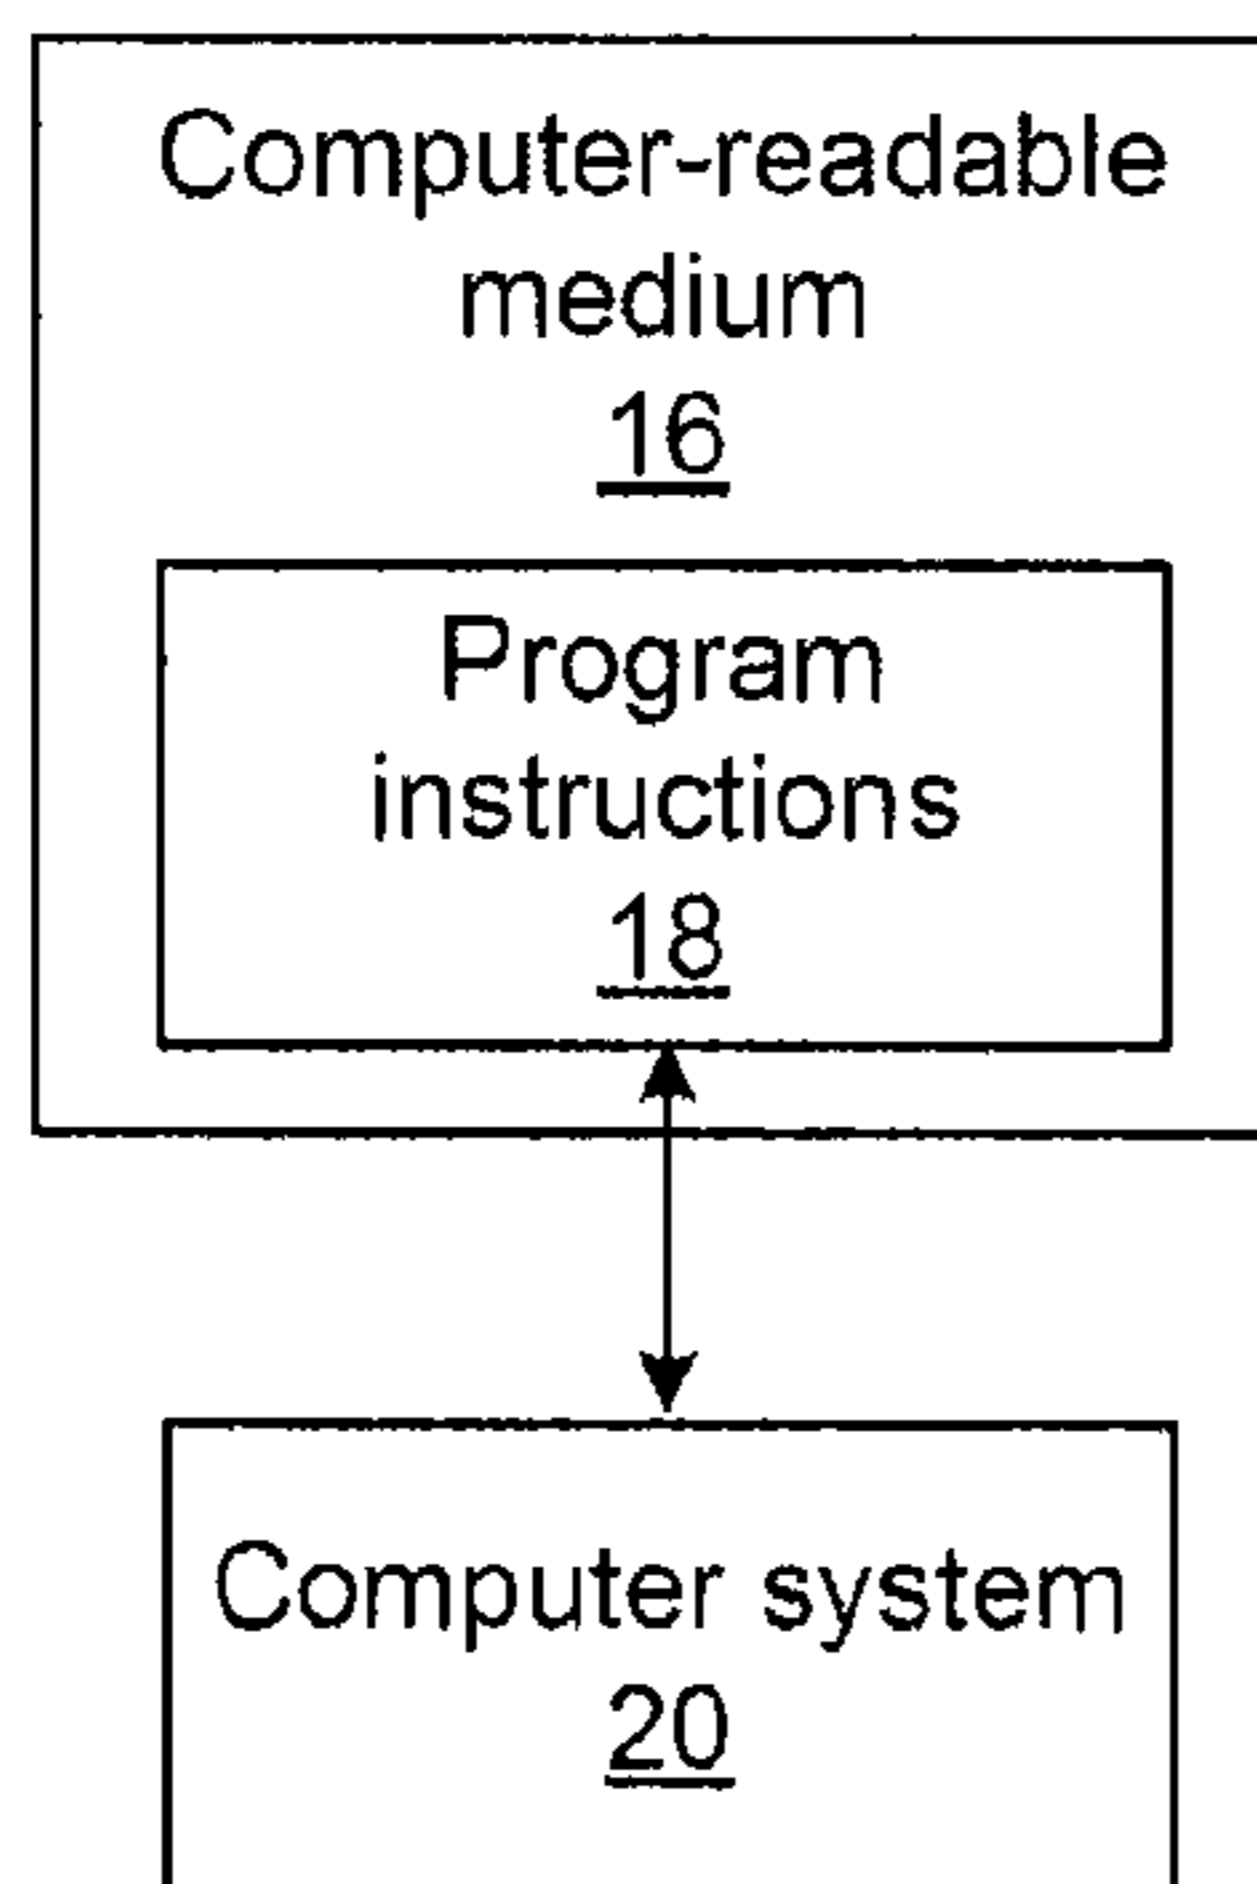 Computer-readable
medium
16
Program
instructions
18
Computer system
20